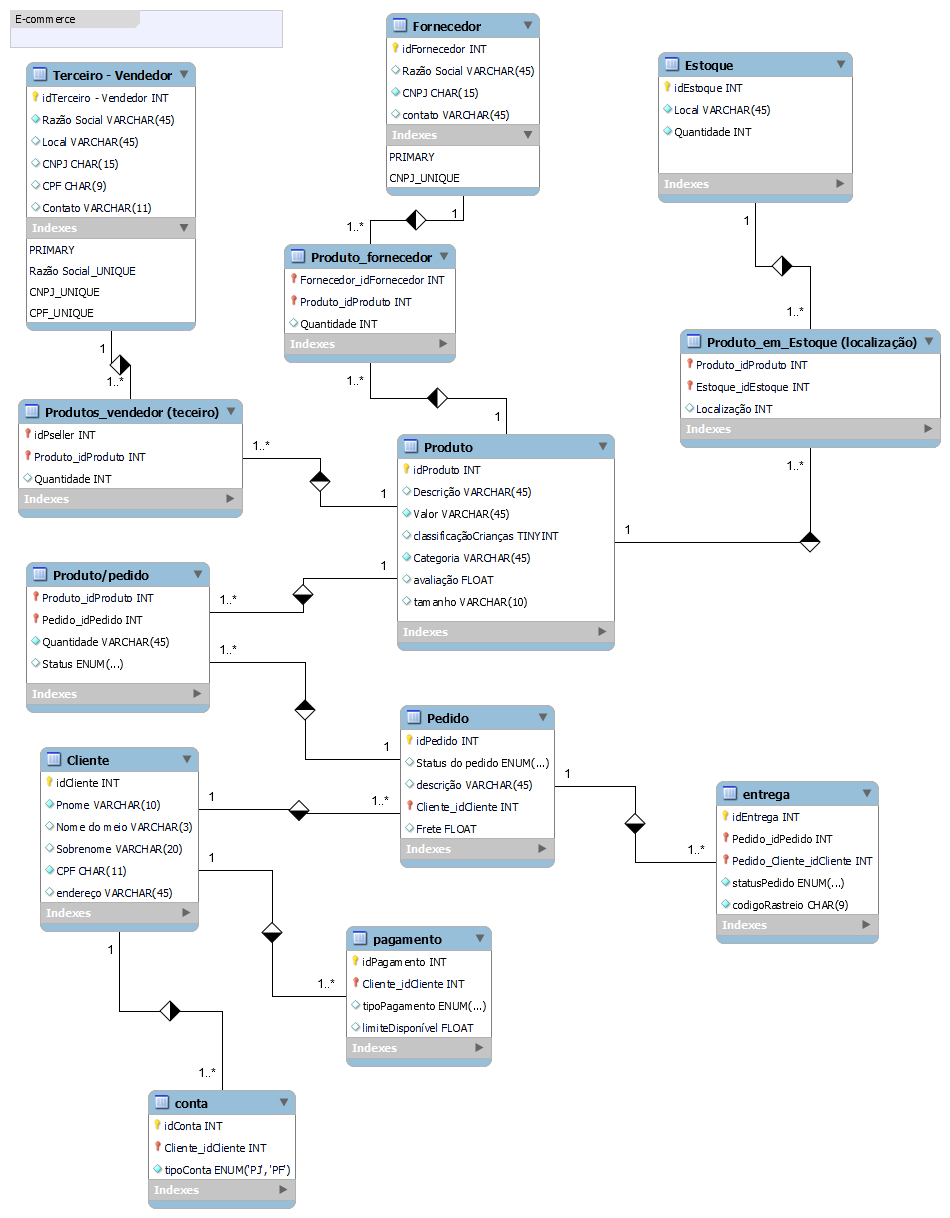 E-commerce
Terceiro - Vendedor
idTerceiro - Vendedor INT
Razão Social VARCHAR(45)
Local VARCHAR(45)
CNPJ CHAR(15)
CPF CHAR(9)
Contato VARCHAR(11)
Indexes
PRIMARY
Razão Social_UNIQUE
CNPJ_UNIQUE
CPF_UNIQUE
1
1..*
Fornecedor
idFornecedor INT
Razão Social VARCHAR(45)
CNPJ CHAR(15)
contato VARCHAR(45)
Indexes
PRIMARY
CNPJ_UNIQUE
1
1..*
Estoque
idEstoque INT
Local VARCHAR(45)
Quantidade INT
Indexes
1
1..*
Produto_fornecedor
Fornecedor_idFornecedor INT
Produto_idProduto INT
Quantidade INT
Indexes
1..*
1
Produto_em_Estoque (localização)
Produto_idProduto INT
Estoque_idEstoque INT
Localização INT
Indexes
1..*
1
Produtos_vendedor (teceiro)
idPseller INT
Produto_idProduto INT
Quantidade INT
Indexes
1..*
1
Produto
idProduto INT
Descrição VARCHAR(45)
Valor VARCHAR(45)
classificaçãoCrianças TINYINT
Categoria VARCHAR(45)
avaliação FLOAT
tamanho VARCHAR(10)
Indexes
1
1..*
Produto/pedido
Produto_idProduto INT
Pedido_idPedido INT
Quantidade VARCHAR(45)
Status ENUM(...)
Indexes
1..*
1
Pedido
idPedido INT
Status do pedido ENUM(...)
descrição VARCHAR(45)
Cliente_idCliente INT
Frete FLOAT
Indexes
1
1..*
Cliente
idCliente INT
Pnome VARCHAR(10)
Nome do meio VARCHAR(3)
Sobrenome VARCHAR(20)
CPF CHAR(11)
endereço VARCHAR(45)
Indexes
1
1..*
1
1..*
1
1..*
entrega
idEntrega INT
Pedido_idPedido INT
Pedido_Cliente_idCliente INT
statusPedido ENUM(...)
codigoRastreio CHAR(9)
Indexes
pagamento
idPagamento INT
Cliente_idCliente INT
tipoPagamento ENUM(...)
limiteDisponível FLOAT
Indexes
conta
idConta INT
Cliente_idCliente INT
tipoConta ENUM('PJ','PF')
Indexes